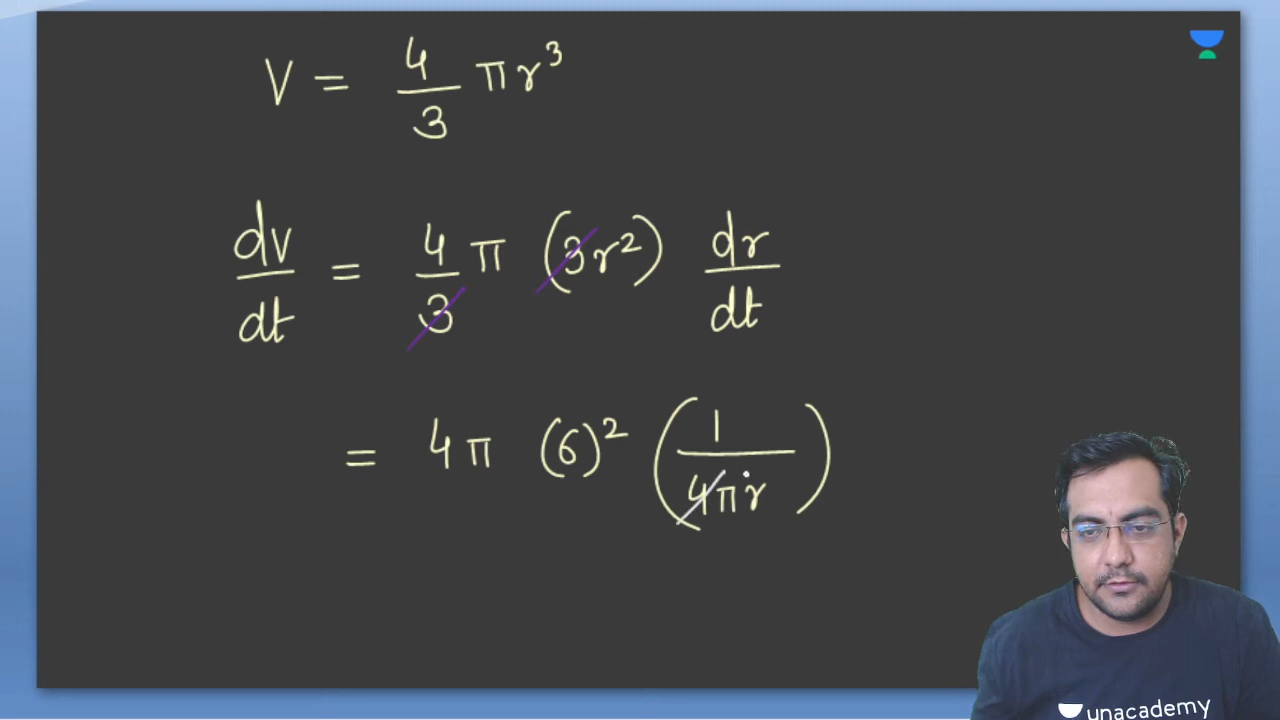 V = 4/3 πr³
dv/dt = 4/3 π (3r²) dr/dt
= 4π (6)² (1/4πr)
unacademy